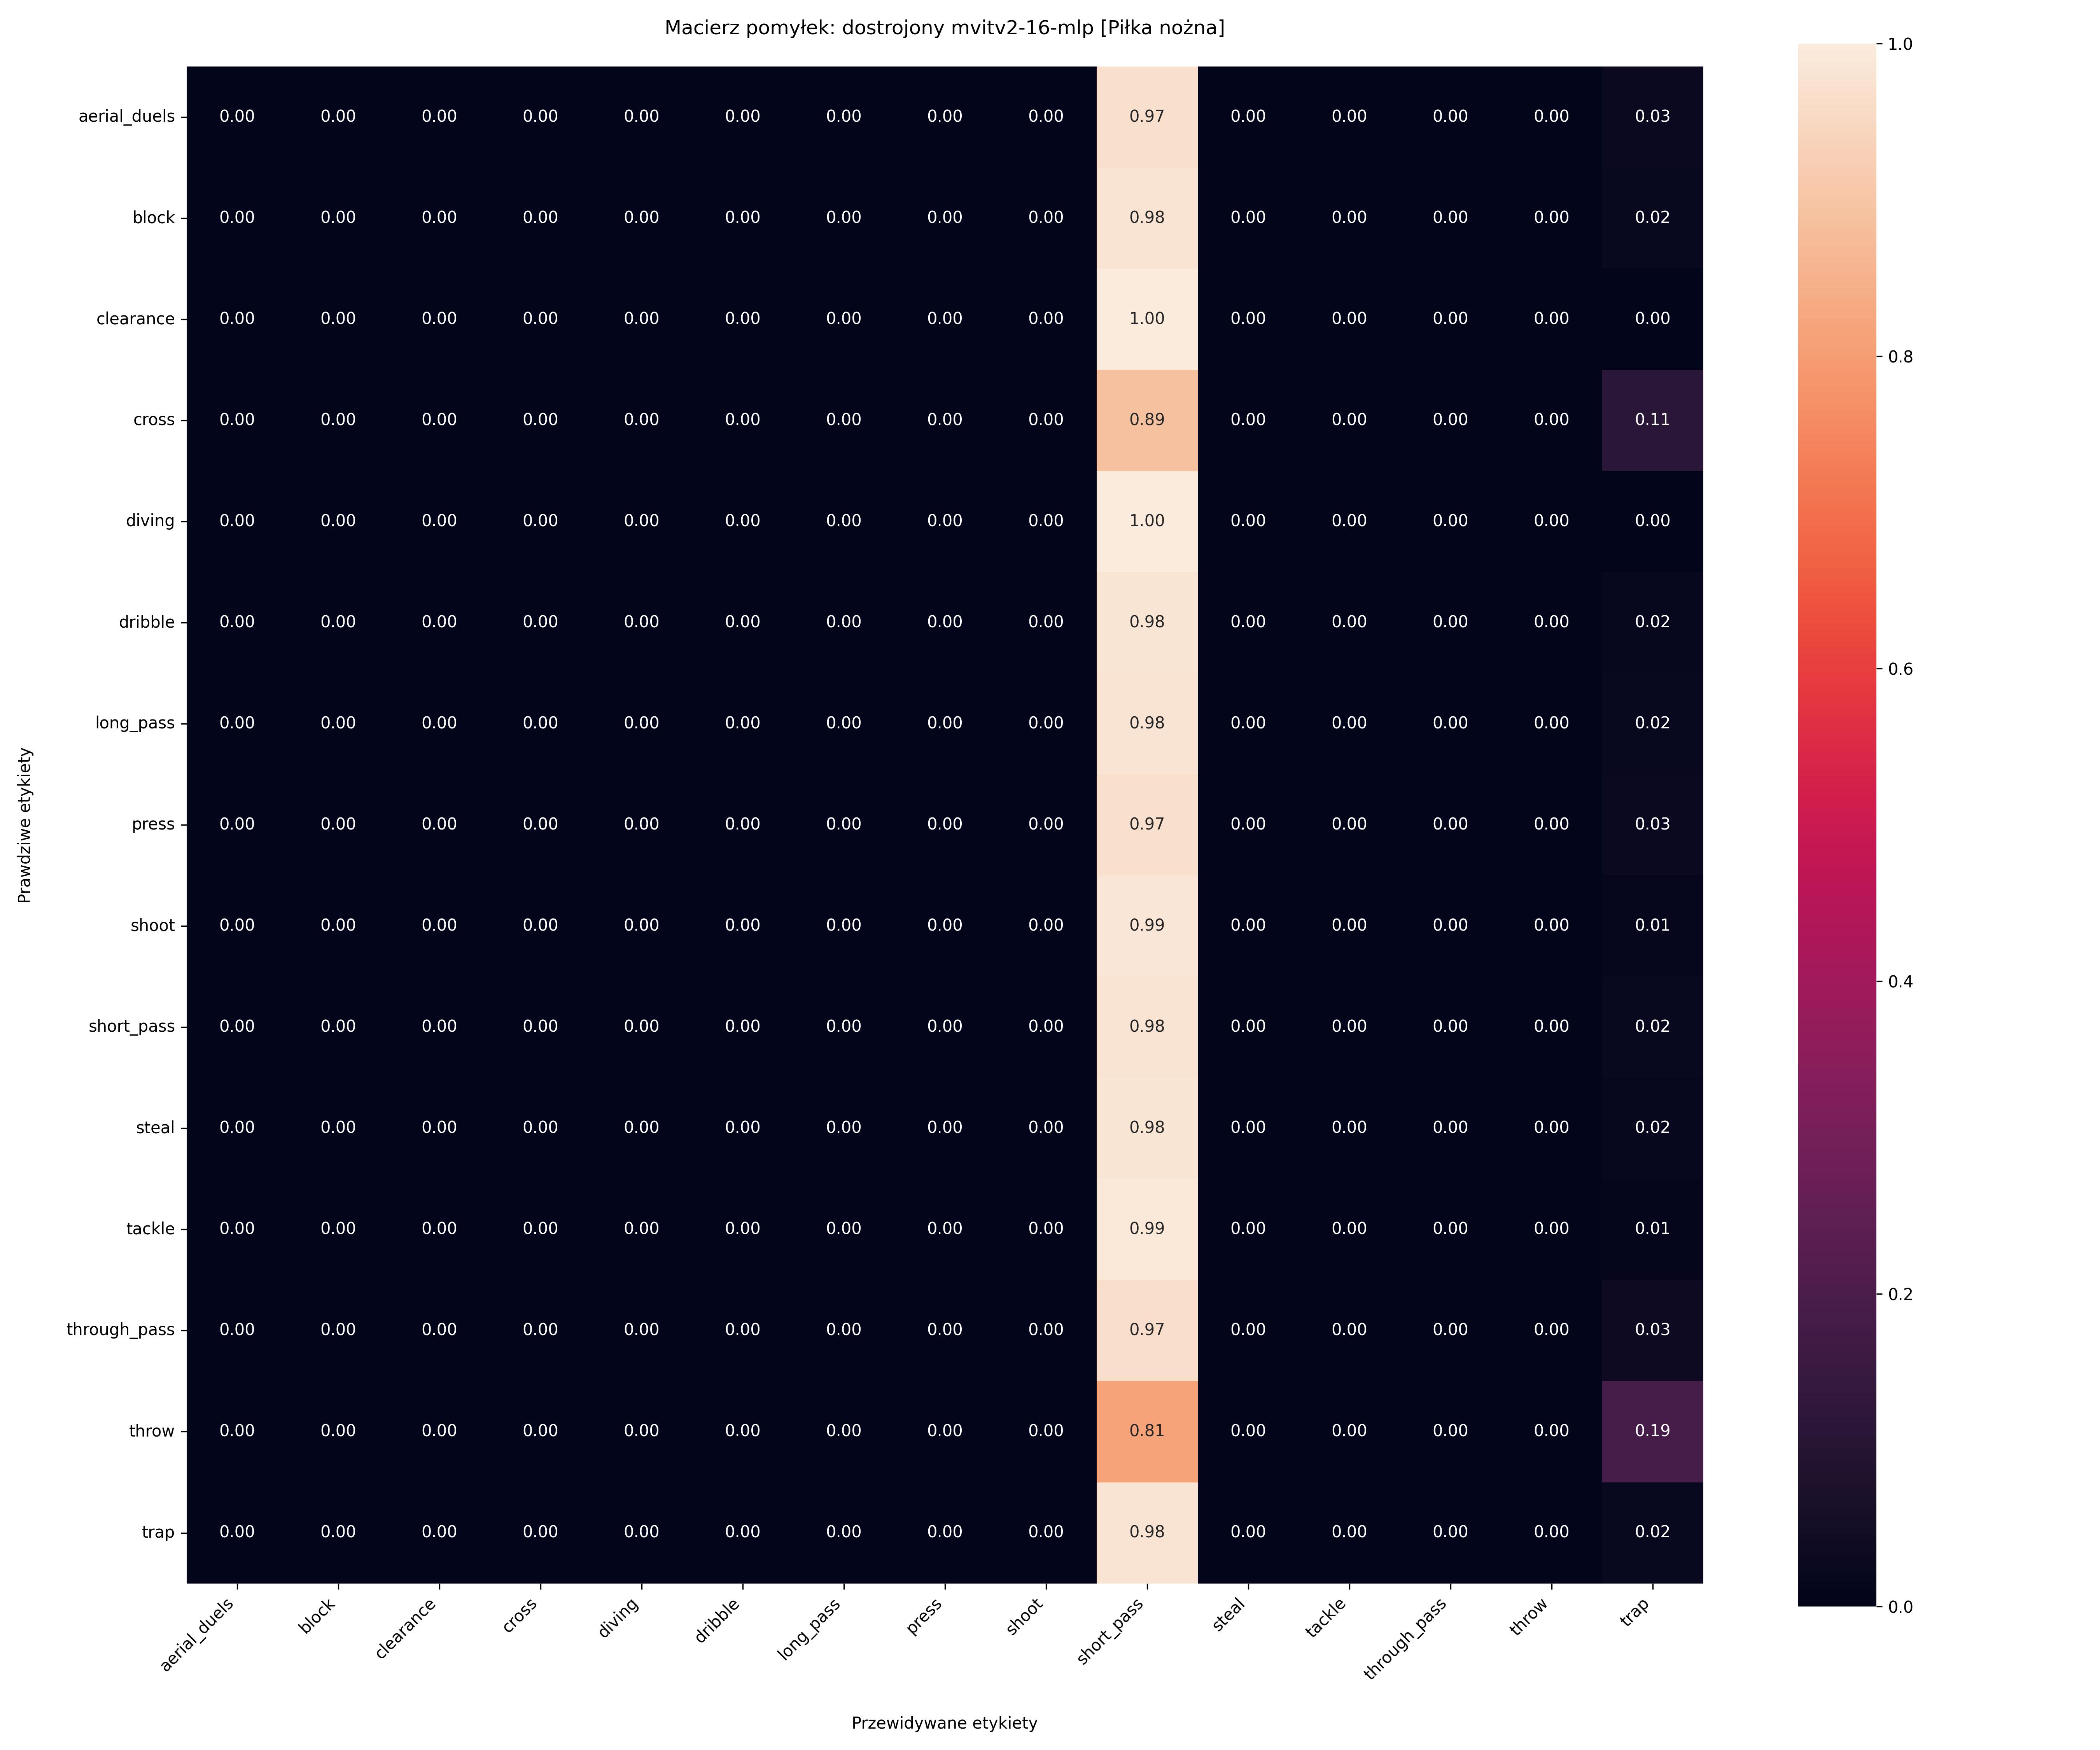 Macierz pomyłek: dostrojony mvitv2-16-mlp [Piłka nożna]
1.0
aerial_duels 0.00 0.00 0.00 0.00 0.00 0.00 0.00 0.00 0.00 0.97 0.00 0.00 0.00 0.00 0.03
block 0.00 0.00 0.00 0.00 0.00 0.00 0.00 0.00 0.00 0.98 0.00 0.00 0.00 0.00 0.02
clearance 0.00 0.00 0.00 0.00 0.00 0.00 0.00 0.00 0.00 1.00 0.00 0.00 0.00 0.00 0.00
0.8
cross 0.00 0.00 0.00 0.00 0.00 0.00 0.00 0.00 0.00 0.89 0.00 0.00 0.00 0.00 0.11
diving 0.00 0.00 0.00 0.00 0.00 0.00 0.00 0.00 0.00 1.00 0.00 0.00 0.00 0.00 0.00
dribble 0.00 0.00 0.00 0.00 0.00 0.00 0.00 0.00 0.00 0.98 0.00 0.00 0.00 0.00 0.02
0.6
long_pass 0.00 0.00 0.00 0.00 0.00 0.00 0.00 0.00 0.00 0.98 0.00 0.00 0.00 0.00 0.02
Prawdziwe etykiety
press 0.00 0.00 0.00 0.00 0.00 0.00 0.00 0.00 0.00 0.97 0.00 0.00 0.00 0.00 0.03
shoot 0.00 0.00 0.00 0.00 0.00 0.00 0.00 0.00 0.00 0.99 0.00 0.00 0.00 0.00 0.01
0.4
short_pass 0.00 0.00 0.00 0.00 0.00 0.00 0.00 0.00 0.00 0.98 0.00 0.00 0.00 0.00 0.02
steal 0.00 0.00 0.00 0.00 0.00 0.00 0.00 0.00 0.00 0.98 0.00 0.00 0.00 0.00 0.02
tackle 0.00 0.00 0.00 0.00 0.00 0.00 0.00 0.00 0.00 0.99 0.00 0.00 0.00 0.00 0.01
0.2
through_pass 0.00 0.00 0.00 0.00 0.00 0.00 0.00 0.00 0.00 0.97 0.00 0.00 0.00 0.00 0.03
throw 0.00 0.00 0.00 0.00 0.00 0.00 0.00 0.00 0.00 0.81 0.00 0.00 0.00 0.00 0.19
trap 0.00 0.00 0.00 0.00 0.00 0.00 0.00 0.00 0.00 0.98 0.00 0.00 0.00 0.00 0.02
0.0
aerial_duels block clearance cross diving dribble long_pass press shoot short_pass steal tackle through_pass throw trap
Przewidywane etykiety